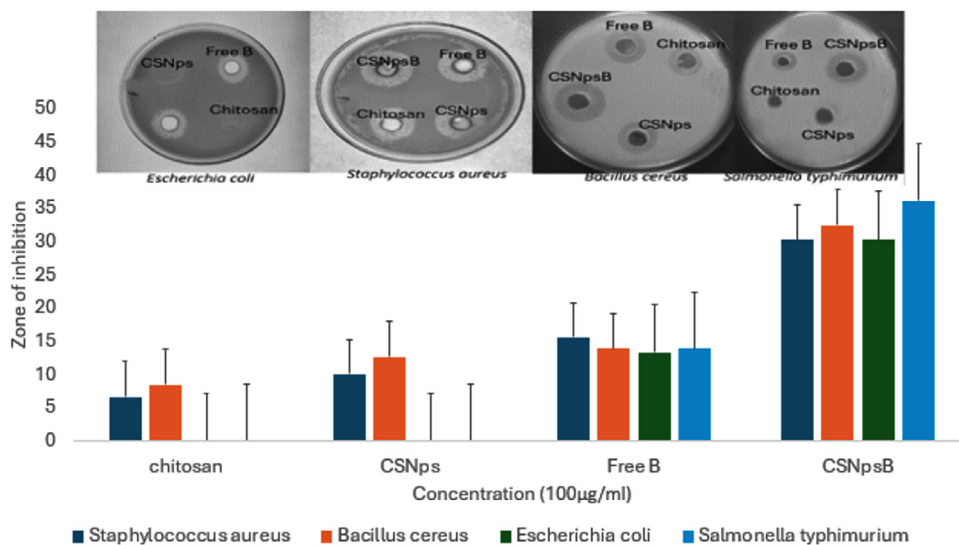 CSNps
Free B
Chitosan
Escherichia coli
CSNpsB
Free B
Chitosan
CSNps
Staphylococcus aureus
Free B
Chitosan
CSNpsB
CSNps
Bacillus cereus
Free B
CSNpsB
Chitosan
CSNps
Salmonella typhimurium
Zone of inhibition
50
45
40
35
30
25
20
15
10
5
0
chitosan CSNps Free B CSNpsB
Concentration (100µg/ml)
Staphylococcus aureus Bacillus cereus Escherichia coli Salmonella typhimurium